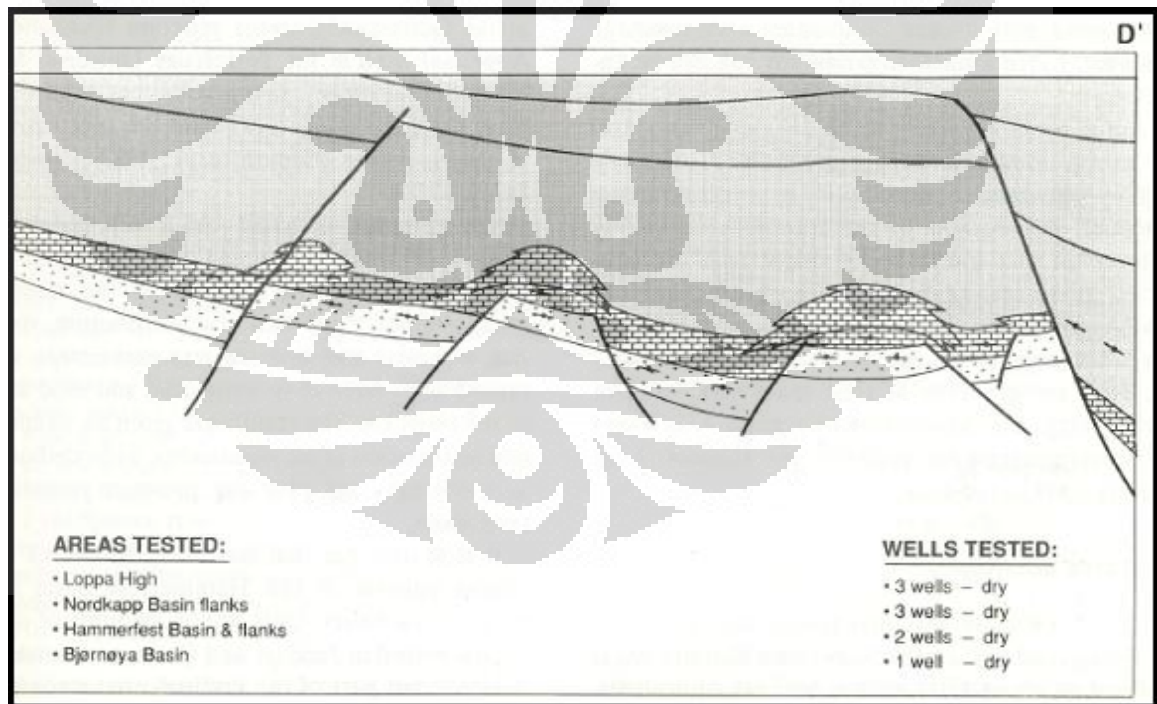 D'
AREAS TESTED:
• Loppa High
• Nordkapp Basin flanks
• Hammerfest Basin & flanks
• Bjørnøya Basin
WELLS TESTED:
• 3 wells – dry
• 3 wells – dry
• 2 wells – dry
• 1 well – dry